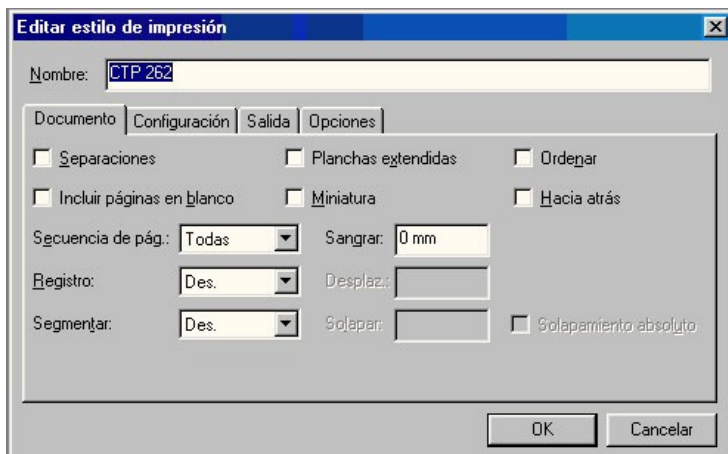 Editar estilo de impresión
Nombre: CTP 262
Documento Configuración Salida Opciones
Separaciones Planchas extendidas Ordenar
Incluir páginas en blanco Miniatura Hacia atrás
Secuencia de pág.: Todas Sangrar: 0 mm
Registro: Des. Desplaz.:
Segmentar: Des. Solapar: Solapamiento absoluto
OK Cancelar